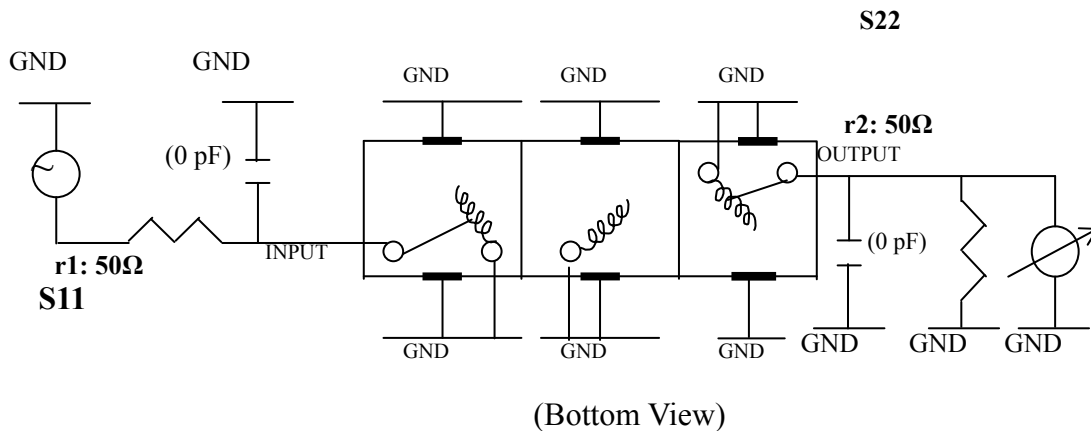 S22
GND
GND
GND
GND
GND
r2: 50Ω
(0 pF)
OUTPUT
INPUT
(0 pF)
r1: 50Ω
S11
GND
GND
GND
GND
GND
GND
(Bottom View)